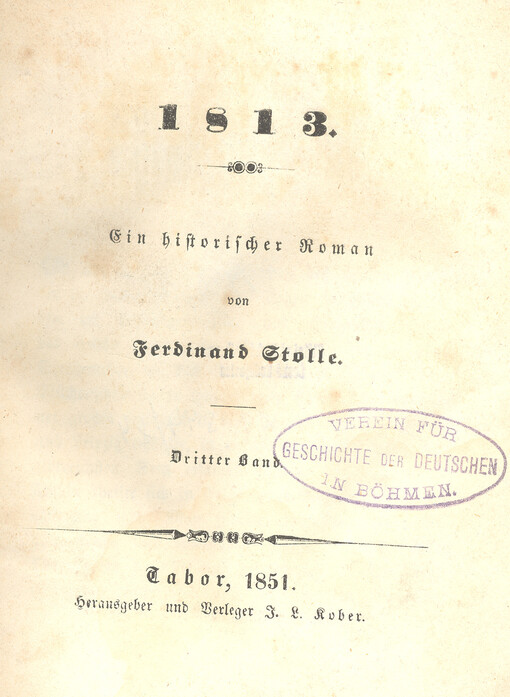 1813.
Ein historischer Roman
von
Ferdinand Stolle.
Dritter Band.
VEREIN FÜR
GESCHICHTE DER DEUTSCHEN
IN BÖHMEN.
Tabor, 1851.
Herausgeber und Verleger J. L. Kober.